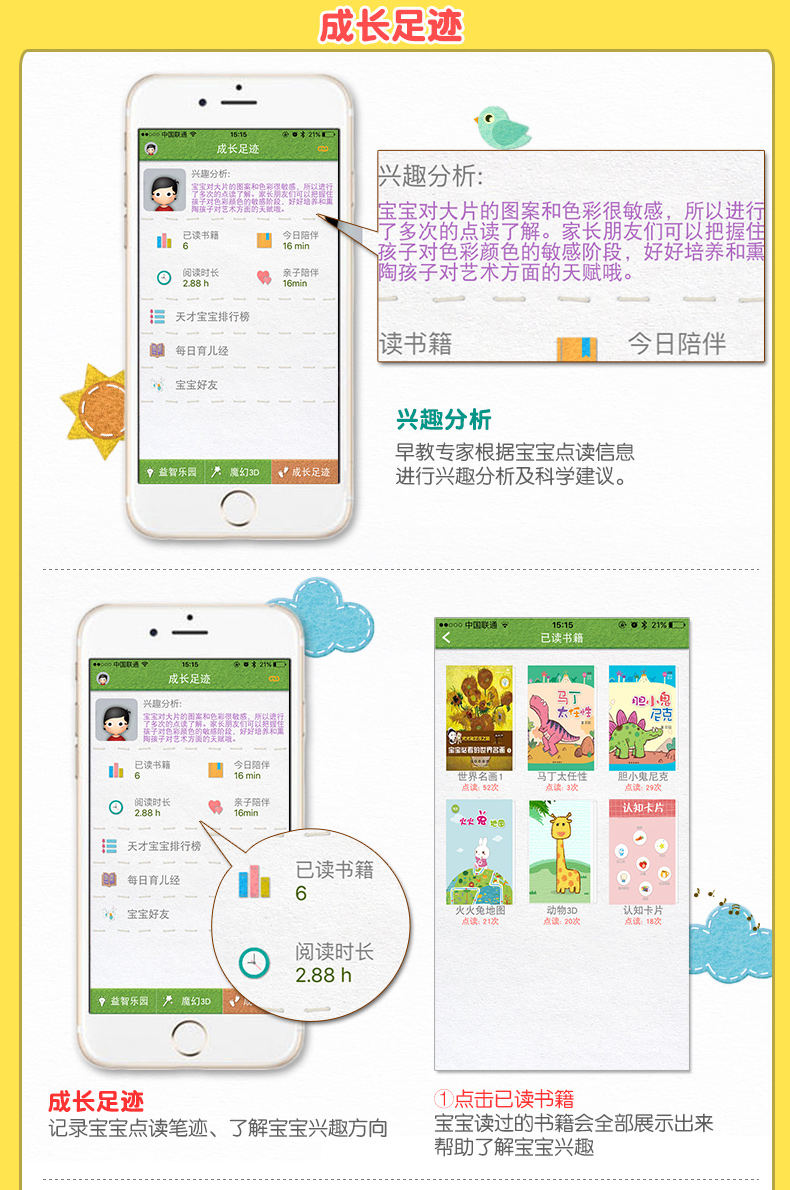 成长足迹
中国联通 15:15 21%
成长足迹
兴趣分析:
宝宝对大片的图案和色彩很敏感，所以进行
了多次的点读了解。家长朋友们可以把握住
孩子对色彩颜色的敏感阶段，好好培养和熏
陶孩子对艺术方面的天赋哦。
已读书籍 今日陪伴
6 16 min
阅读时长 亲子陪伴
2.88 h 16min
天才宝宝排行榜
每日育儿经
宝宝好友
益智乐园 魔幻3D 成长足迹
兴趣分析:
宝宝对大片的图案和色彩很敏感，所以进行
了多次的点读了解。家长朋友们可以把握住
孩子对色彩颜色的敏感阶段，好好培养和熏
陶孩子对艺术方面的天赋哦。
读书籍 今日陪伴
兴趣分析
早教专家根据宝宝点读信息
进行兴趣分析及科学建议。
中国联通 15:15 21%
成长足迹
兴趣分析:
宝宝对大片的图案和色彩很敏感，所以进行
了多次的点读了解。家长朋友们可以把握住
孩子对色彩颜色的敏感阶段，好好培养和熏
陶孩子对艺术方面的天赋哦。
已读书籍 今日陪伴
6 16 min
阅读时长 亲子陪伴
2.88 h 16min
天才宝宝排行榜
每日育儿经
宝宝好友
益智乐园 魔幻3D 成
已读书籍
6
阅读时长
2.88 h
成长足迹
记录宝宝点读笔迹、了解宝宝兴趣方向
中国联通 15:15 21%
已读书籍
宝宝贴着的世界名画
马丁
太任性
胆小鬼
尼克
世界名画1 马丁太任性 胆小鬼尼克
点读: 52次 点读: 3次 点读: 29次
火火兔地图
认知卡片
火火兔地图 动物3D 认知卡片
点读: 21次 点读: 20次 点读: 18次
①点击已读书籍
宝宝读过的书籍会全部展示出来
帮助了解宝宝兴趣